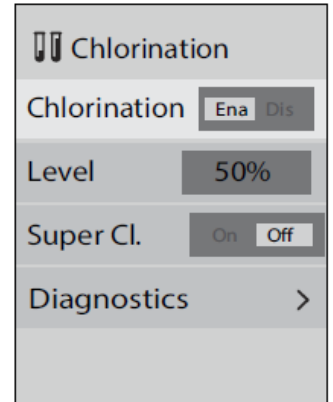 Chlorination
Chlorination Ena Dis
Level 50%
Super Cl. On Off
Diagnostics >